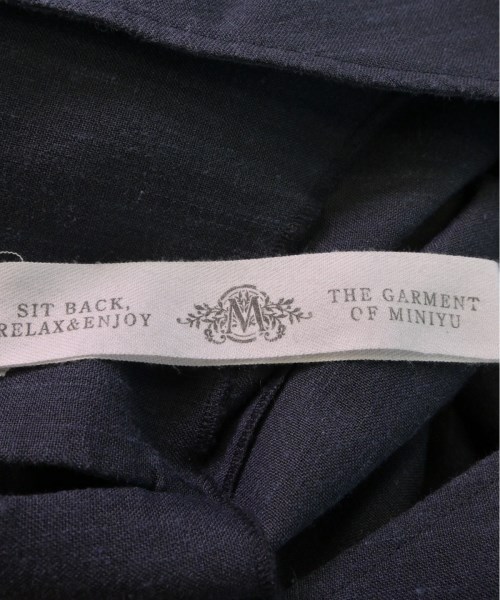 SIT BACK,
RELAX&ENJOY
M
THE GARMENT
OF MINIYU